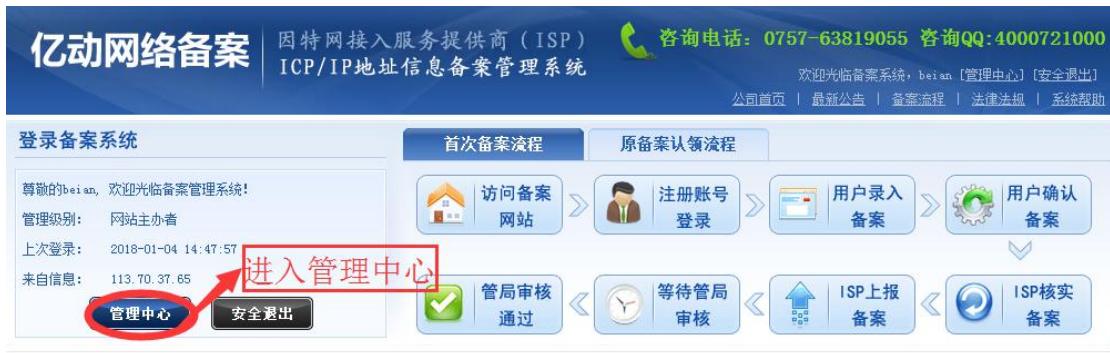 亿动网络备案
因特网接入服务提供商（ISP）
ICP/IP地址信息备案管理系统
咨询电话：0757-63819055 咨询QQ:4000721000
欢迎光临备案系统，beian [管理中心] [安全退出]
公司首页 | 最新公告 | 备案流程 | 法律法规 | 系统帮助
登录备案系统
尊敬的beian, 欢迎光临备案管理系统!
管理级别： 网站主办者
上次登录： 2018-01-04 14:47:57
来自信息： 113.70.37.65
管理中心 安全退出
进入管理中心
首次备案流程 原备案认领流程
访问备案
网站
注册账号
登录
用户录入
备案
用户确认
备案
管局审核
通过
等待管局
审核
ISP上报
备案
ISP核实
备案